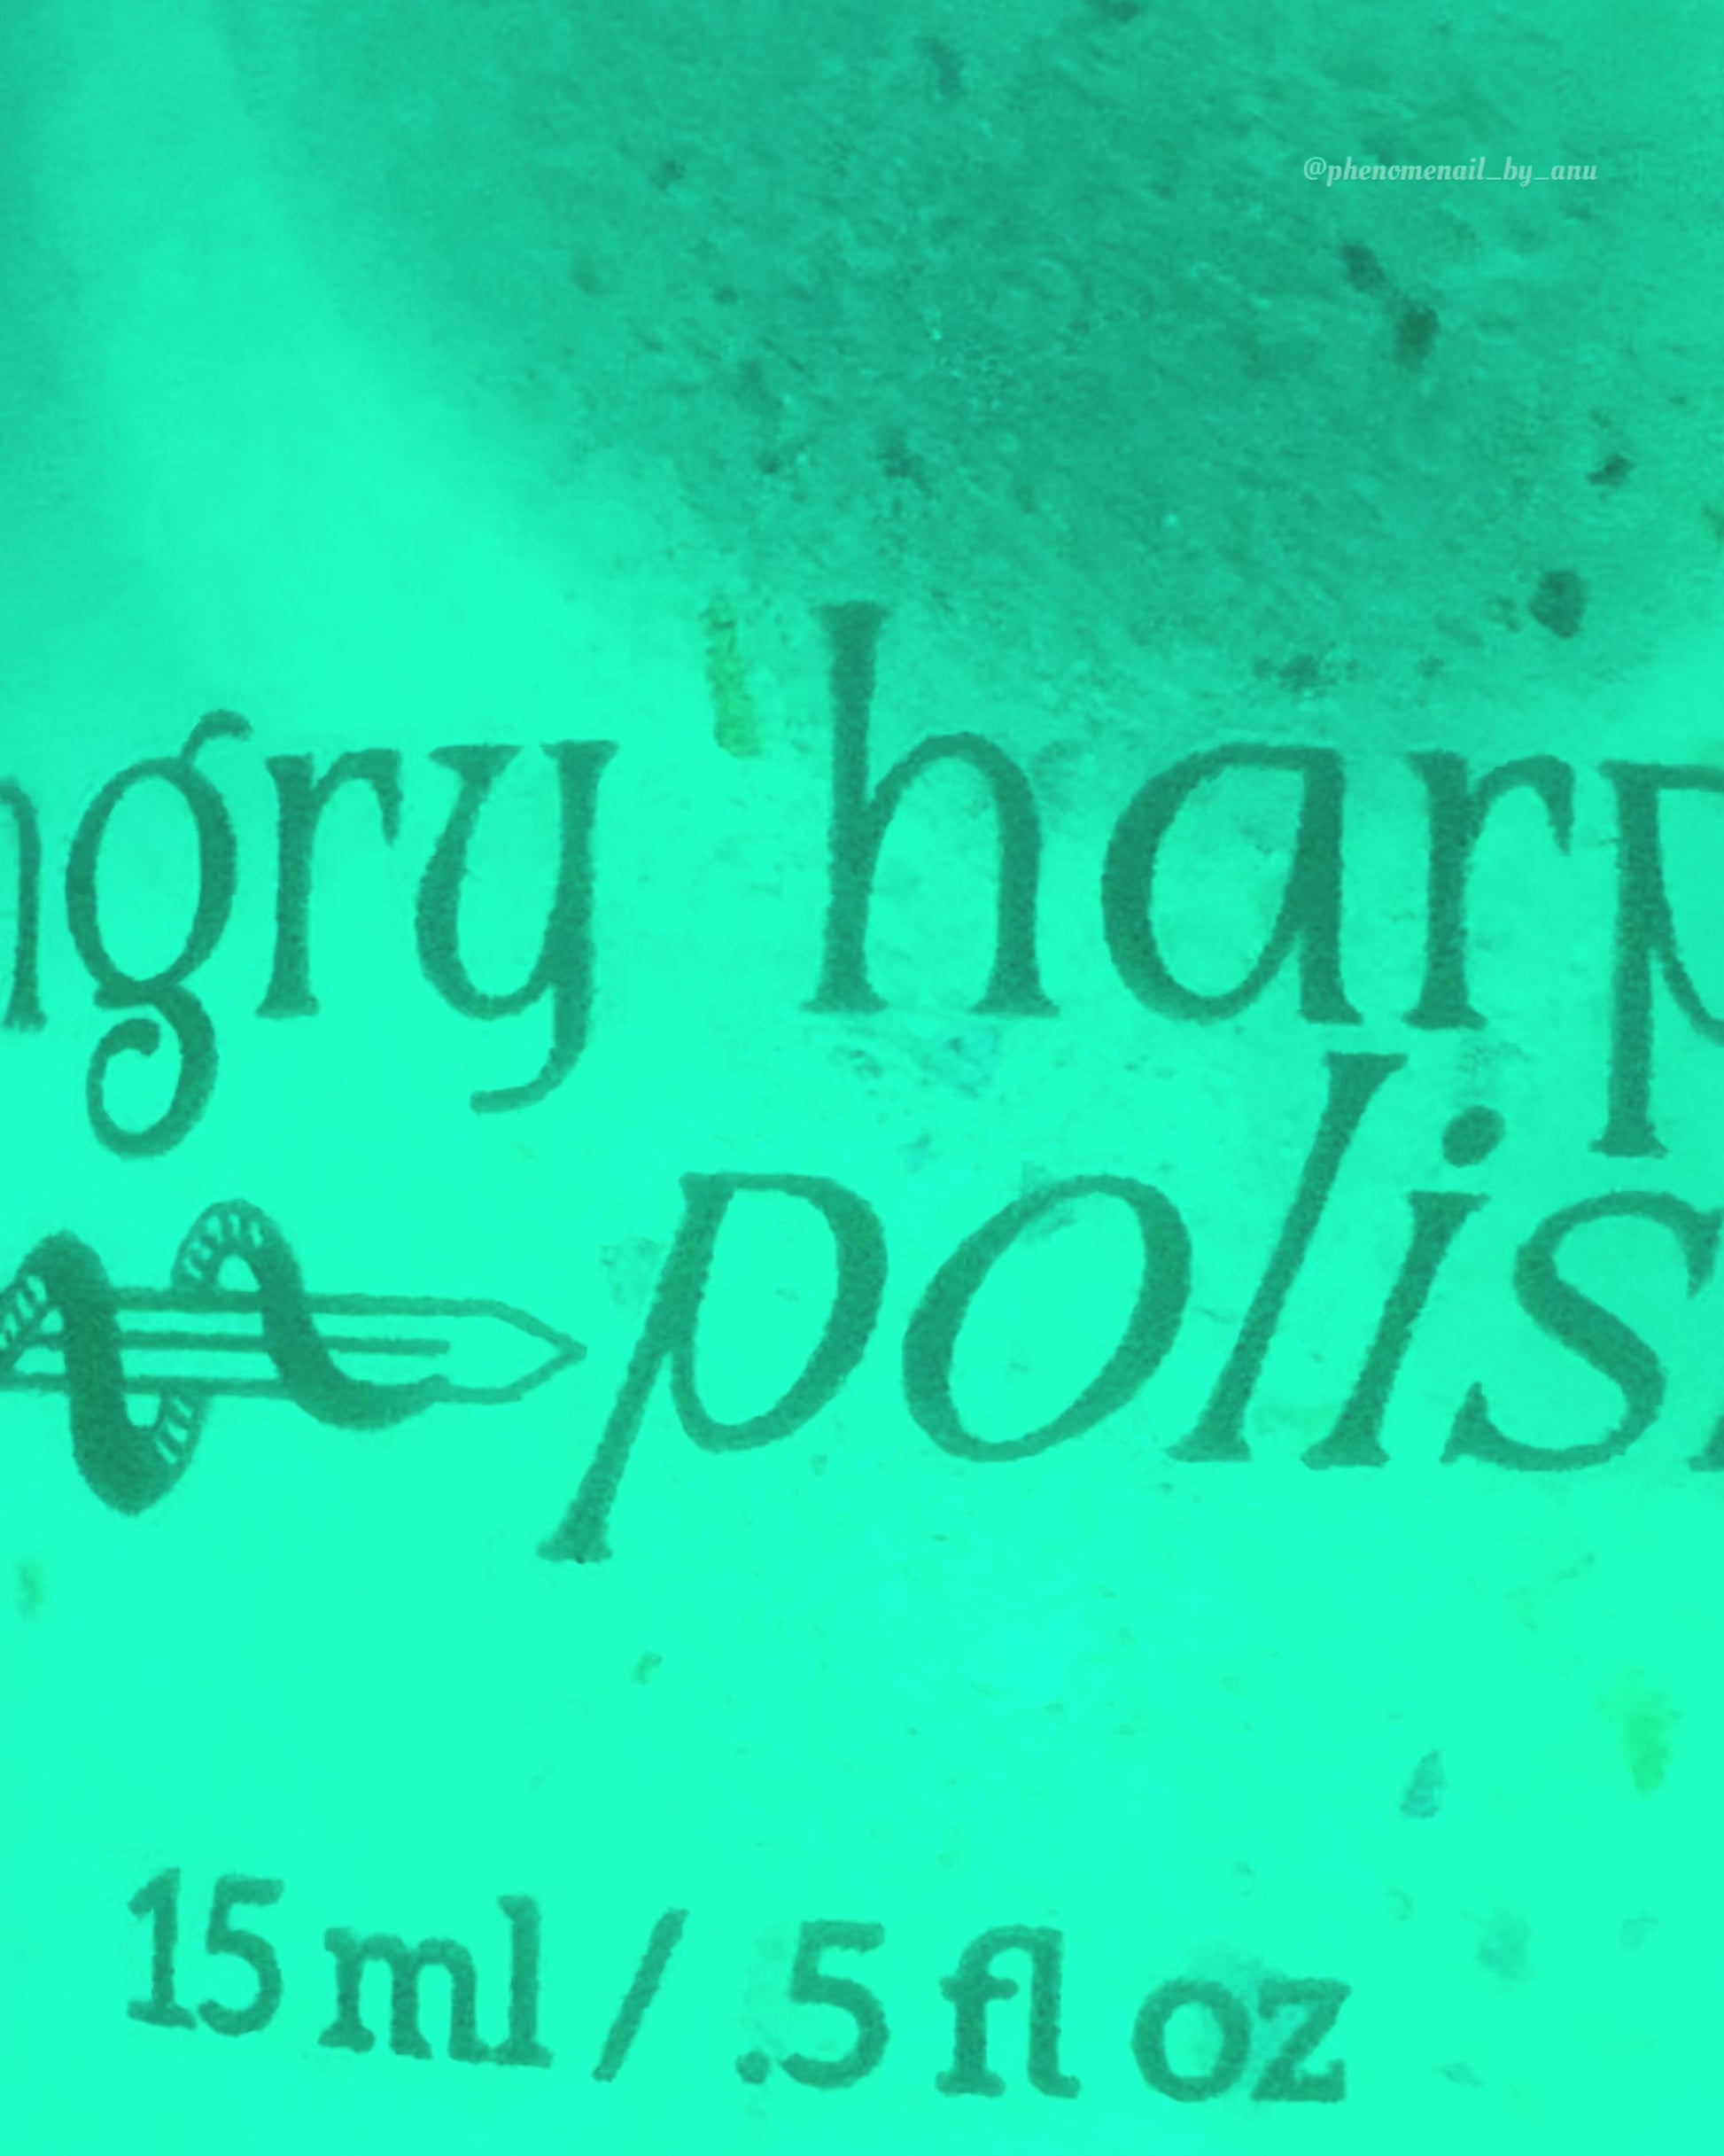 @phenomenail_by_anu
ngry harp
polis
15 ml / .5 fl oz